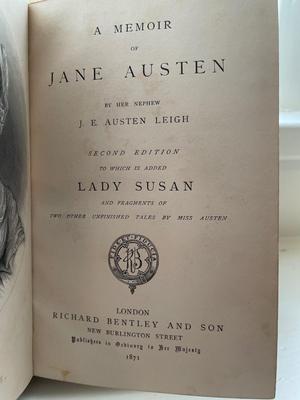 A MEMOIR
OF
JANE AUSTEN
BY HER NEPHEW
J. E. AUSTEN LEIGH
SECOND EDITION
TO WHICH IS ADDED
LADY SUSAN
AND FRAGMENTS OF
TWO OTHER UNFINISHED TALES BY MISS AUSTEN
LONDON
RICHARD BENTLEY AND SON
NEW BURLINGTON STREET
Publishers in Ordinary to Her Majesty
1871